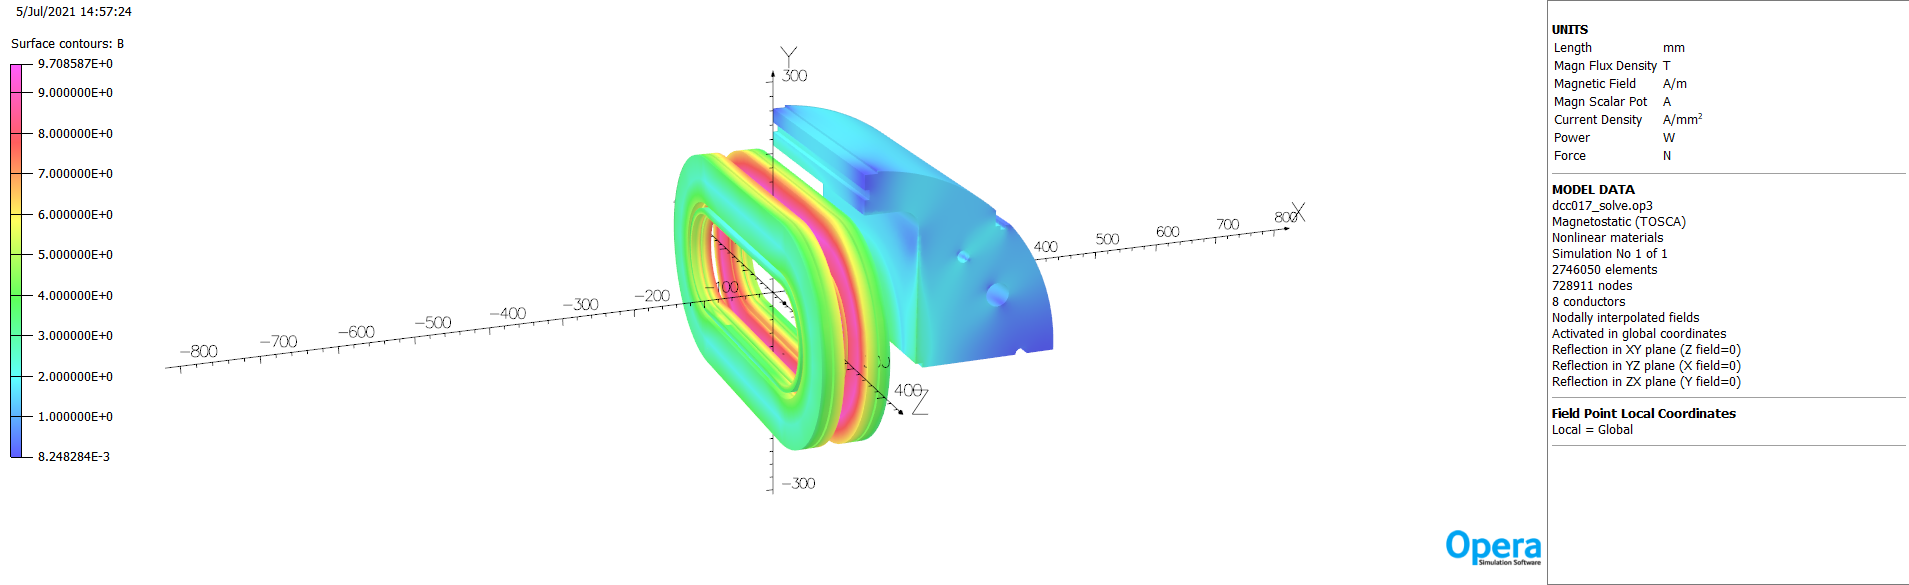 5/Jul/2021 14:57:24
Surface contours: B
9.708587E+0
9.000000E+0
8.000000E+0
7.000000E+0
6.000000E+0
5.000000E+0
4.000000E+0
3.000000E+0
2.000000E+0
1.000000E+0
8.248284E-3
Y
300
800
X
700
600
500
400
-100
-200
-300
-400
-500
-600
-700
-800
400
Z
-300
Opera
Simulation Software
UNITS
Length mm
Magn Flux Density T
Magnetic Field A/m
Magn Scalar Pot A
Current Density A/mm²
Power W
Force N
MODEL DATA
dcc017_solve.op3
Magnetostatic (TOSCA)
Nonlinear materials
Simulation No 1 of 1
2746050 elements
728911 nodes
8 conductors
Nodally interpolated fields
Activated in global coordinates
Reflection in XY plane (Z field=0)
Reflection in YZ plane (X field=0)
Reflection in ZX plane (Y field=0)
Field Point Local Coordinates
Local = Global